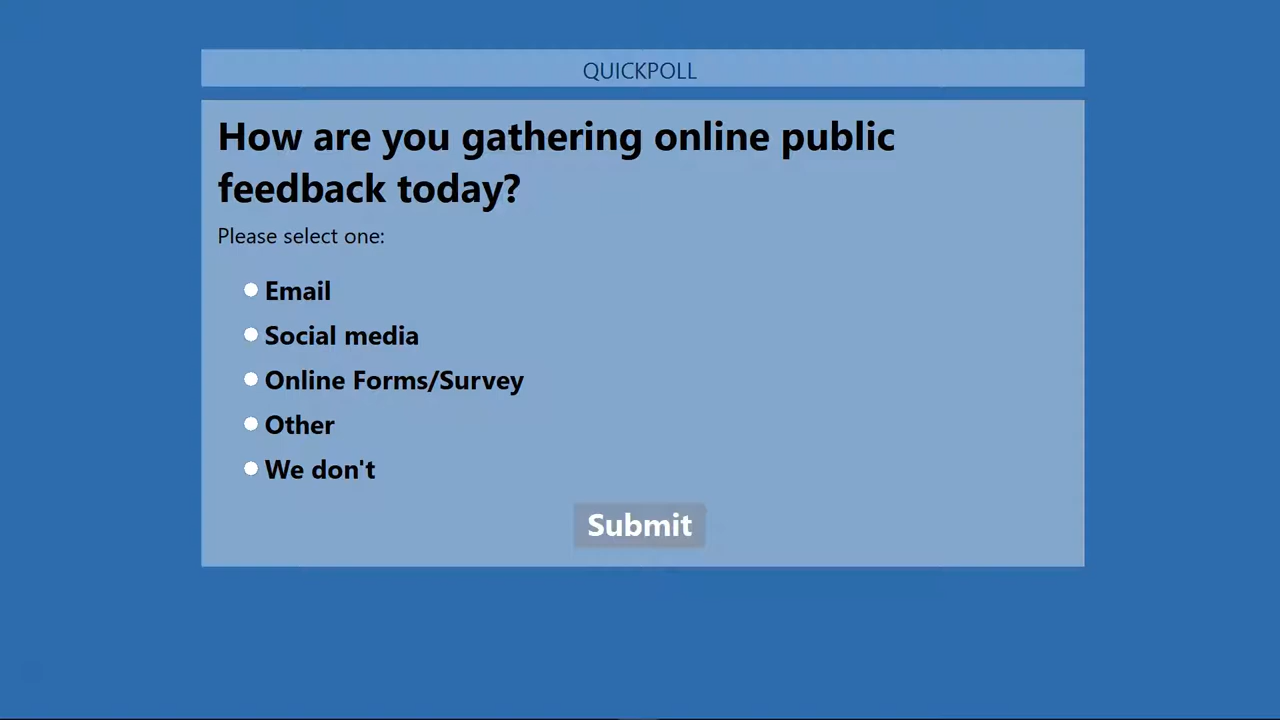 QUICKPOLL
How are you gathering online public
feedback today?
Please select one:
Email
Social media
Online Forms/Survey
Other
We don't
Submit